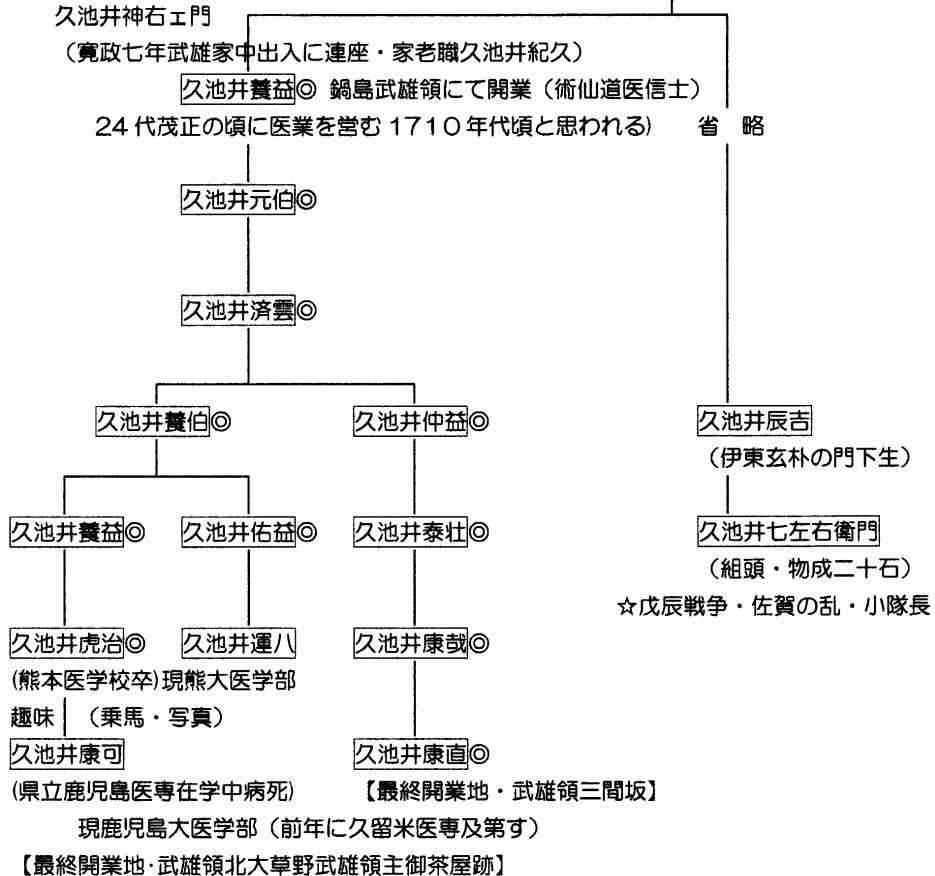 久池井神右ェ門
（寛政七年武雄家中出入に連座・家老職久池井紀久）
久池井養益◎ 鍋島武雄領にて開業（術仙道医信士）
24代茂正の頃に医業を営む1710年代頃と思われる) 省 略
久池井元伯◎
久池井済雲◎
久池井養伯◎ 久池井仲益◎ 久池井辰吉
（伊東玄朴の門下生）
久池井養益◎ 久池井佑益◎ 久池井泰壮◎ 久池井七左右衛門
（組頭・物成二十石）
☆戊辰戦争・佐賀の乱・小隊長
久池井虎治◎ 久池井運八 久池井康哉◎
(熊本医学校卒)現熊大医学部
趣味 （乗馬・写真）
久池井康可 久池井康直◎
(県立鹿児島医専在学中病死) 【最終開業地・武雄領三間坂】
現鹿児島大医学部（前年に久留米医専及第す）
【最終開業地・武雄領北大草野武雄領主御茶屋跡】